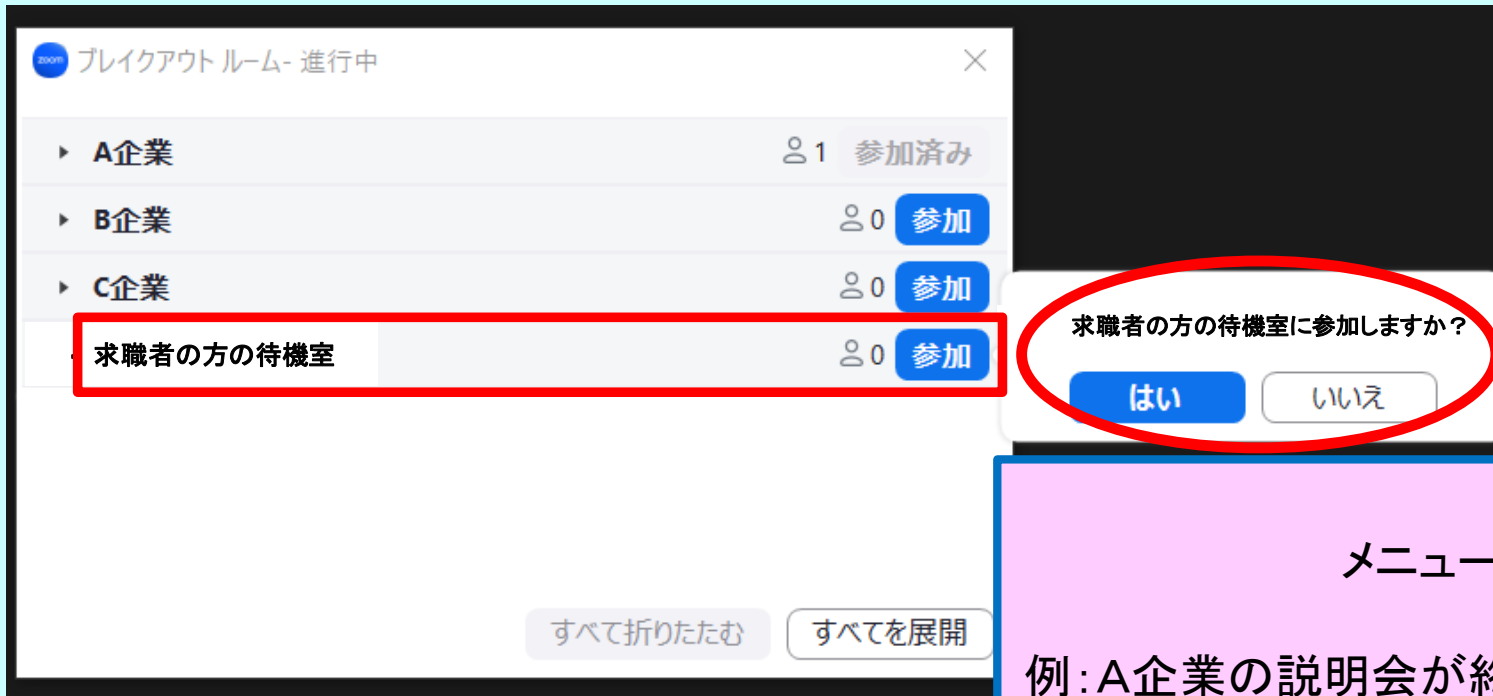 zoom ブレイクアウト ルーム- 進行中
A企業 1 参加済み
B企業 0 参加
C企業 0 参加
求職者の方の待機室 0 参加
求職者の方の待機室に参加しますか？
はい いいえ
すべて折りたたむ すべてを展開
メニュー
例：Ａ企業の説明会が終